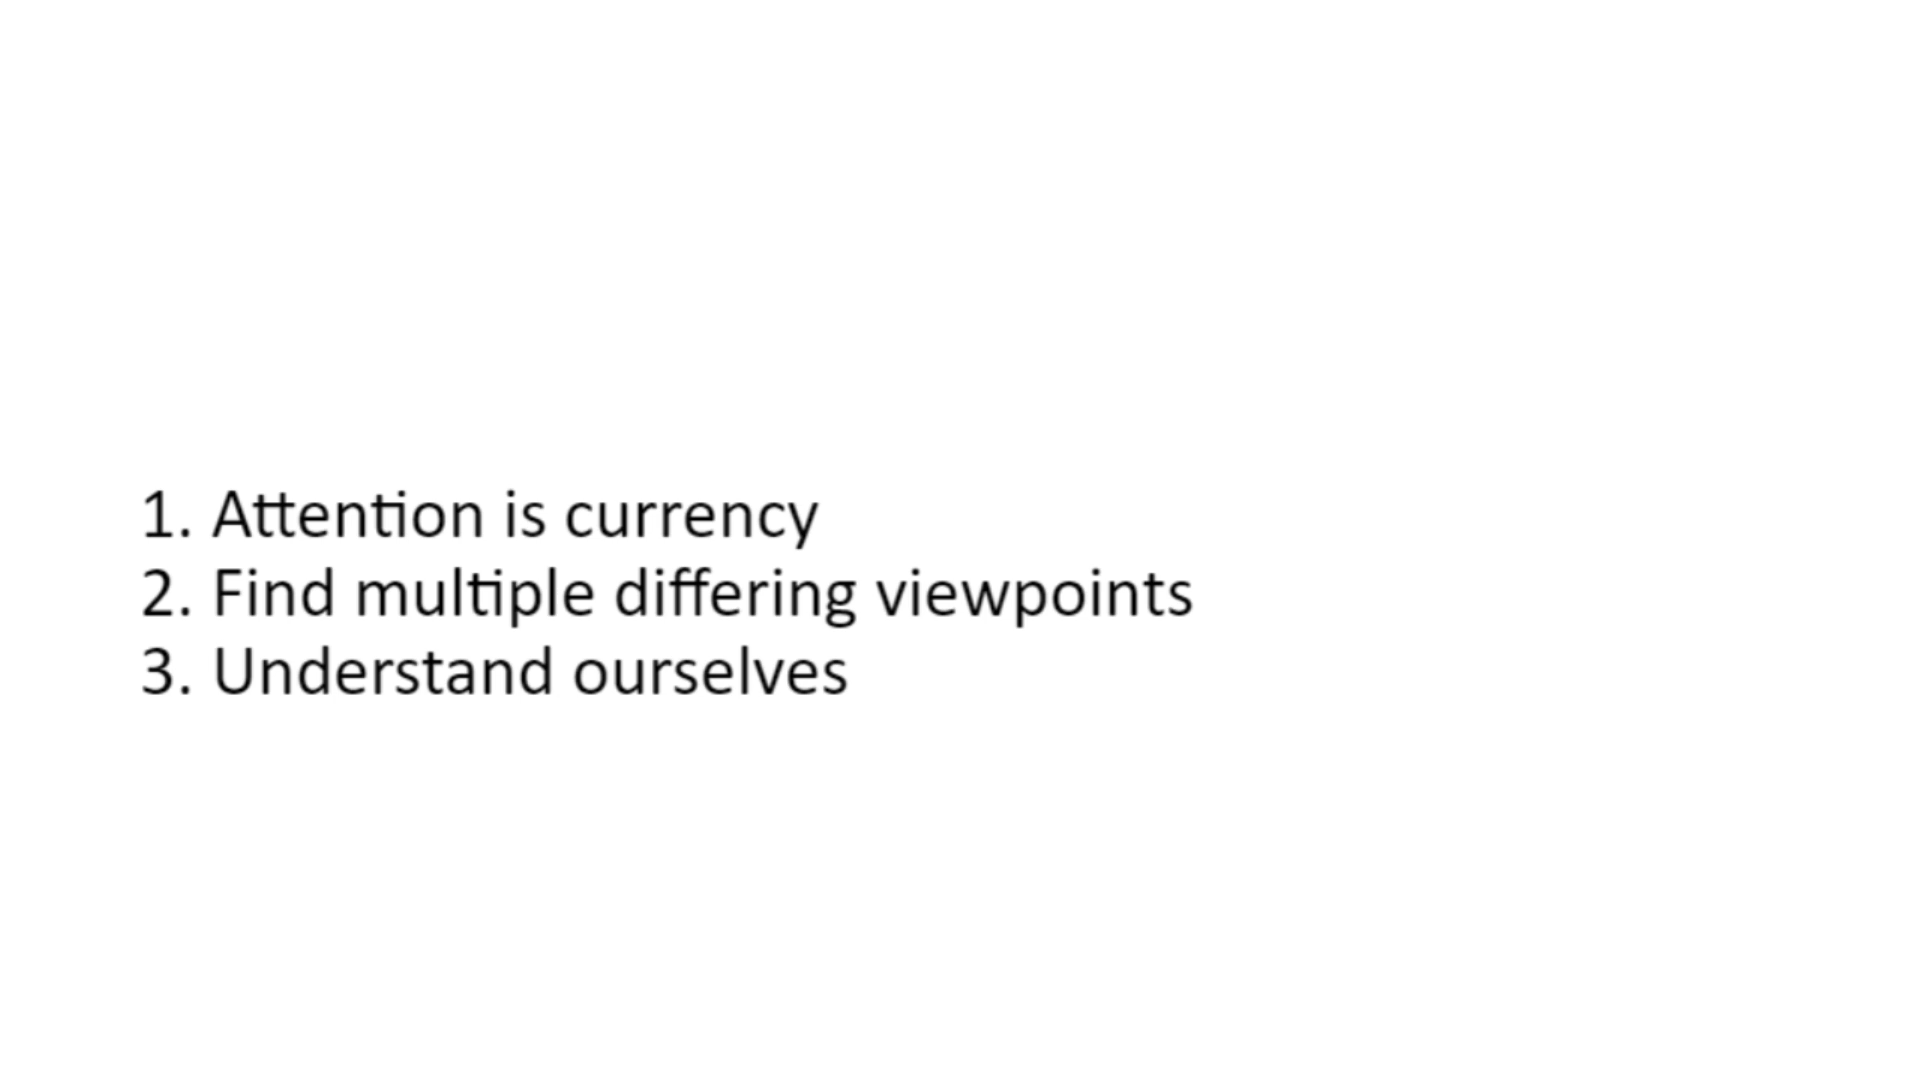 1. Attention is currency
2. Find multiple differing viewpoints
3. Understand ourselves